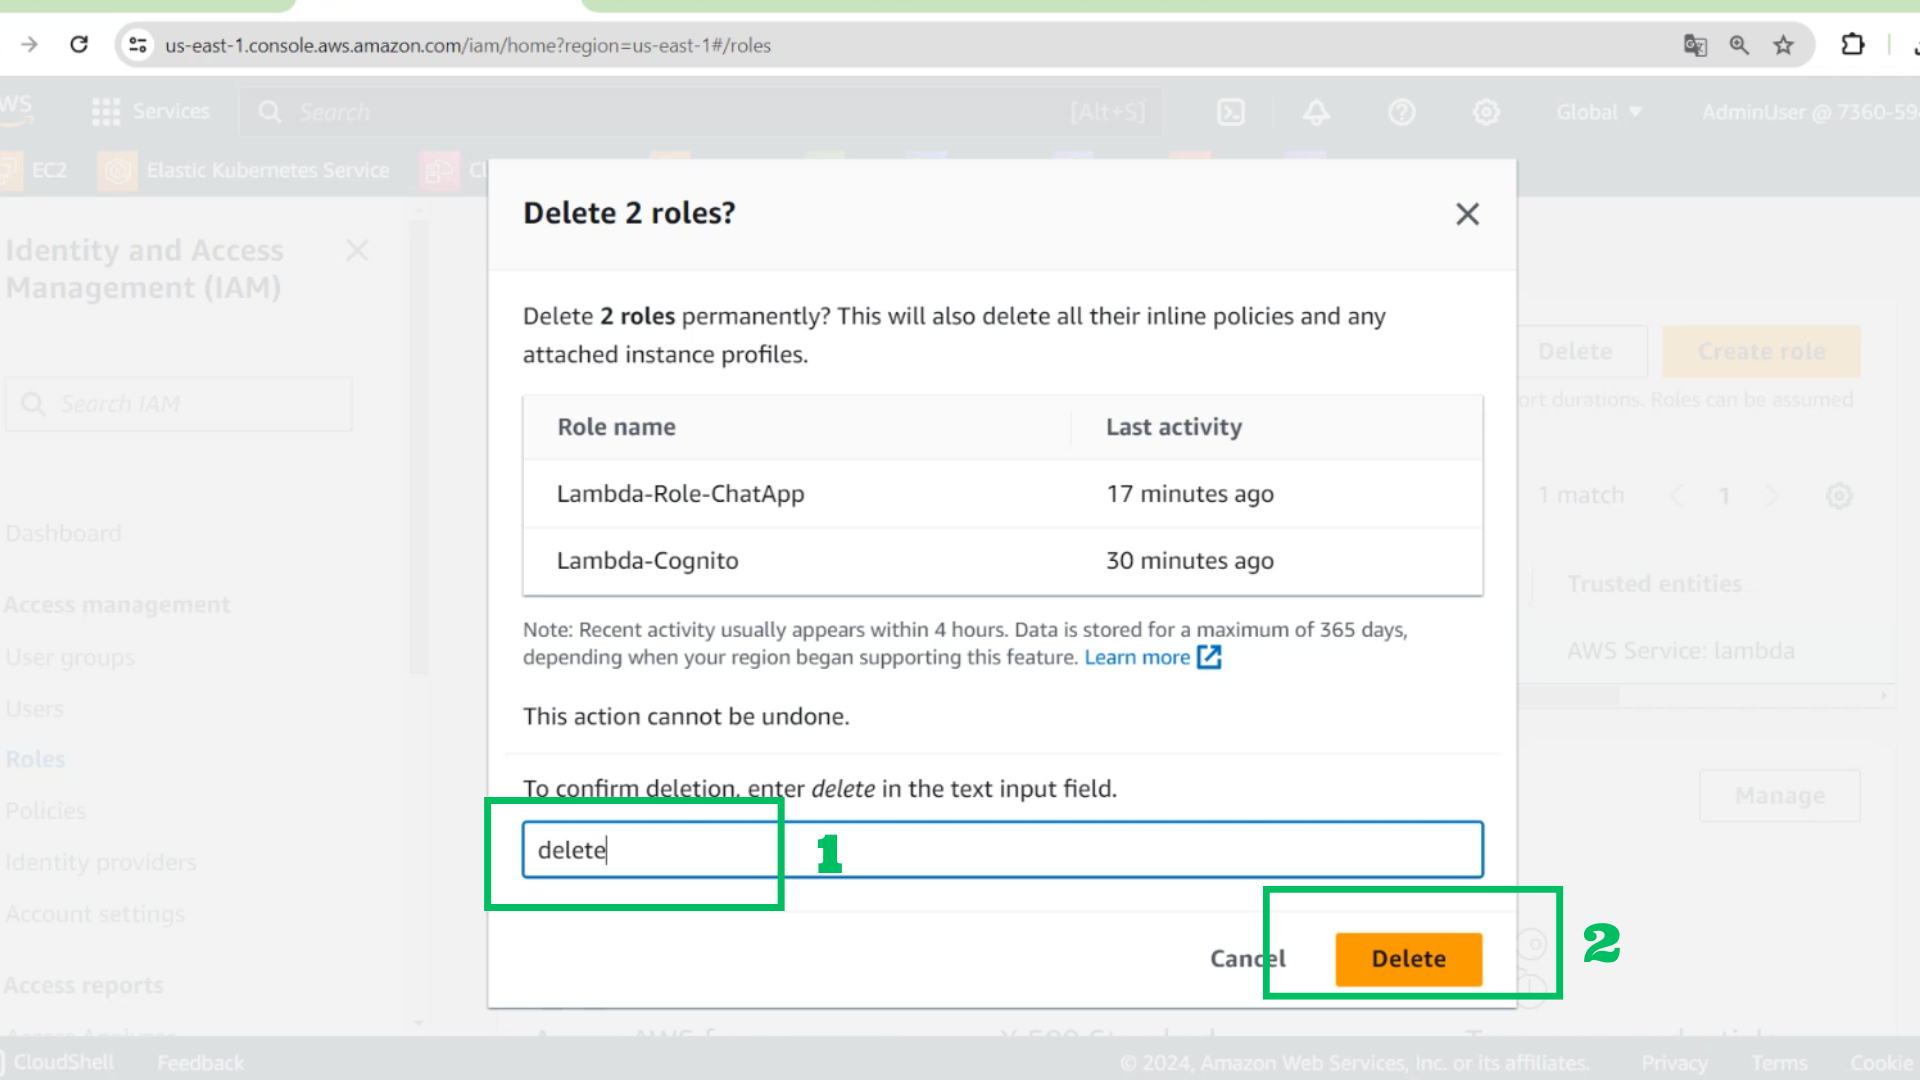 us-east-1.console.aws.amazon.com/iam/home?region=us-east-1#/roles
Services
Search
[Alt+S]
Global
AdminUser @ 7360-59
EC2
Elastic Kubernetes Service
Identity and Access
Management (IAM)
Search IAM
Dashboard
Access management
User groups
Users
Roles
Policies
Identity providers
Account settings
Access reports
Delete 2 roles?
Delete 2 roles permanently? This will also delete all their inline policies and any
attached instance profiles.
Role name Last activity
Lambda-Role-ChatApp 17 minutes ago
Lambda-Cognito 30 minutes ago
Note: Recent activity usually appears within 4 hours. Data is stored for a maximum of 365 days,
depending when your region began supporting this feature. Learn more
This action cannot be undone.
To confirm deletion, enter delete in the text input field.
delete
1
Cancel
Delete
2
Delete
Create role
ort durations. Roles can be assumed
1 match
1
Trusted entities
AWS Service: lambda
Manage
CloudShell
Feedback
© 2024, Amazon Web Services, Inc. or its affiliates.
Privacy
Terms
Cookie